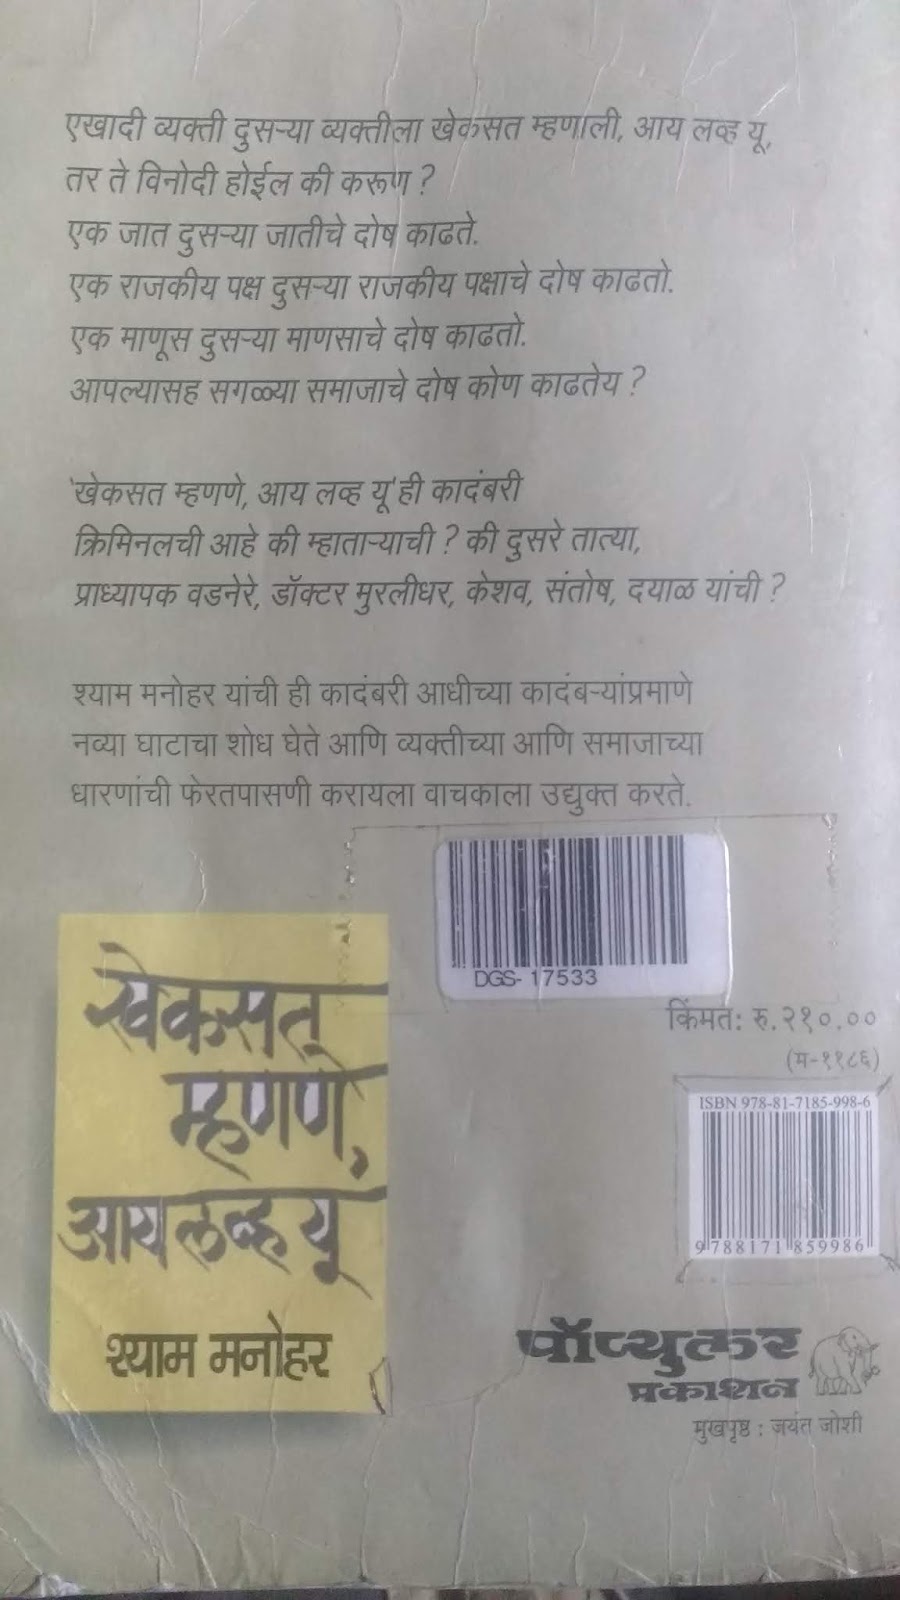 एखादी व्यक्ती दुसऱ्या व्यक्तीला खेकसत म्हणाली, आय लव्ह यू,
तर ते विनोदी होईल की करूण ?
एक जात दुसऱ्या जातीचे दोष काढते.
एक राजकीय पक्ष दुसऱ्या राजकीय पक्षाचे दोष काढतो.
एक माणूस दुसऱ्या माणसाचे दोष काढतो.
आपल्यासह सगळ्या समाजाचे दोष कोण काढतेय ?
'खेकसत म्हणणे, आय लव्ह यू' ही कादंबरी
क्रिमिनलची आहे की म्हाताऱ्याची ? की दुसरे तात्या,
प्राध्यापक वडनेरे, डॉक्टर मुरलीधर, केशव, संतोष, दयाळ यांची ?
श्याम मनोहर यांची ही कादंबरी आधीच्या कादंबऱ्यांप्रमाणे
नव्या घाटाचा शोध घेते आणि व्यक्तीच्या आणि समाजाच्या
धारणांची फेरतपासणी करायला वाचकाला उद्युक्त करते.
DGS- 17533
खेकसत
म्हणणे,
आय लव्ह यू
श्याम मनोहर
किंमत: रु.२१०.००
(म-११८६)
ISBN 978-81-7185-998-6
9 788171 859986
पॉप्युलर
प्रकाशन
मुखपृष्ठ : जयंत जोशी